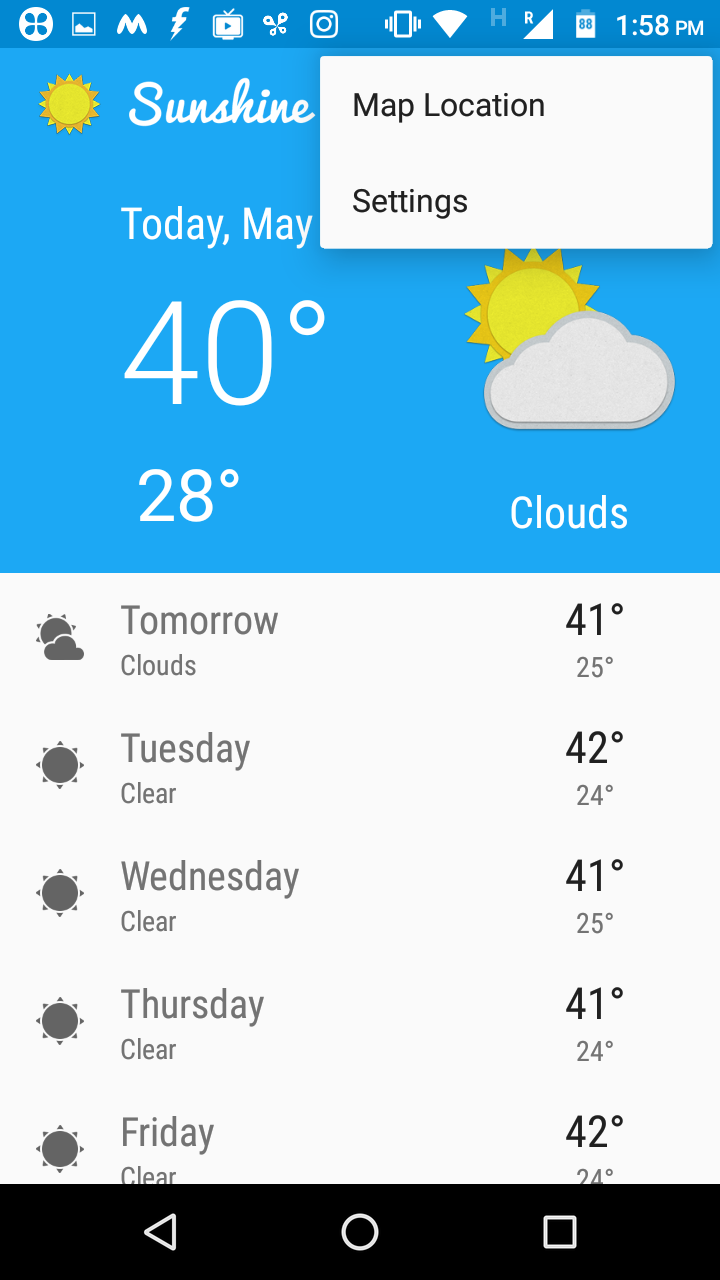 H R 88 1:58 PM
Sunshine
Map Location
Settings
Today, May
40°
28°
Clouds
Tomorrow 41°
Clouds 25°
Tuesday 42°
Clear 24°
Wednesday 41°
Clear 25°
Thursday 41°
Clear 24°
Friday 42°
Clear 24°